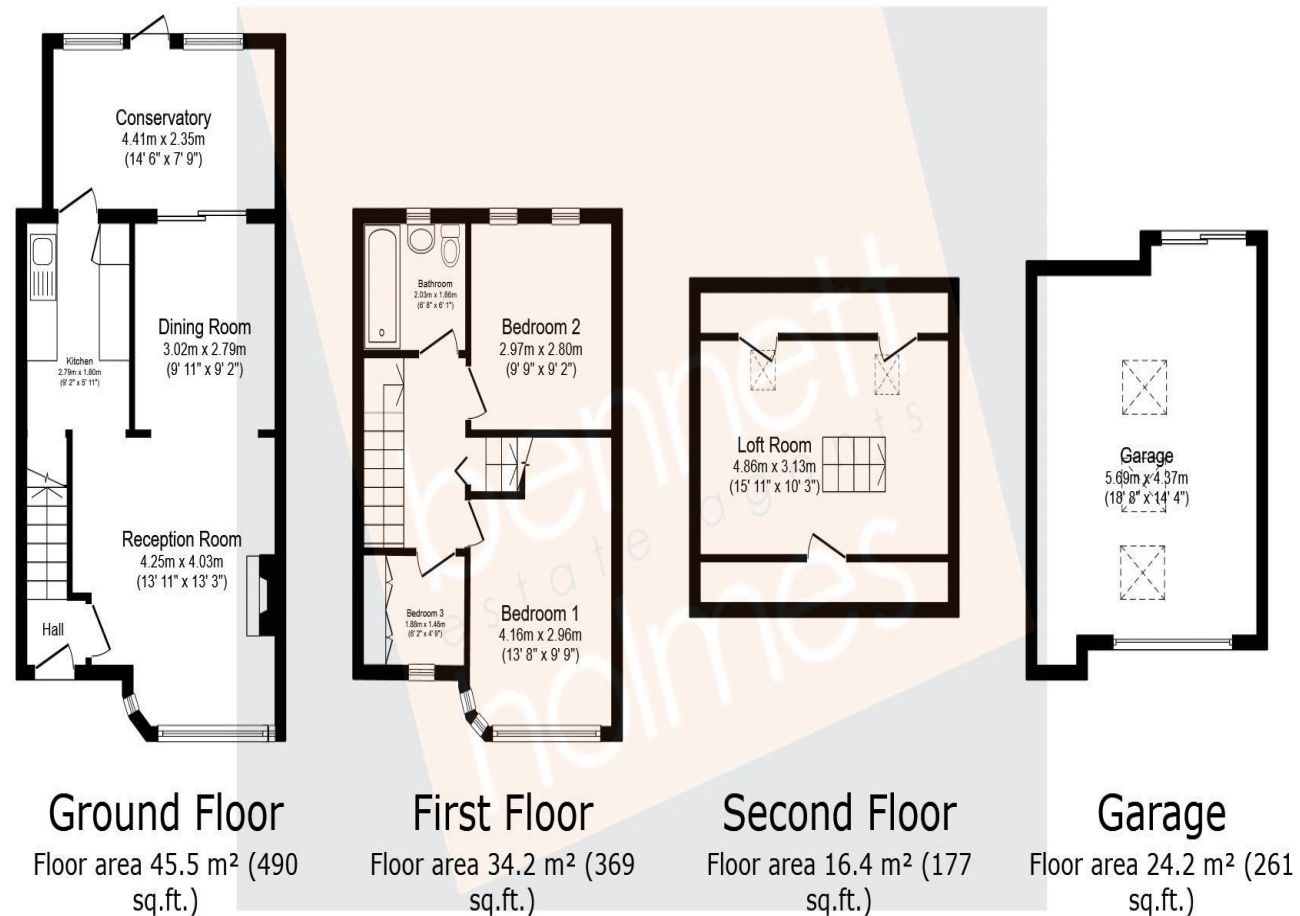 Conservatory
4.41m x 2.35m
(14' 6" x 7' 9")
Kitchen
2.79m x 1.80m
(9' 2" x 5' 11")
Dining Room
3.02m x 2.79m
(9' 11" x 9' 2")
Reception Room
4.25m x 4.03m
(13' 11" x 13' 3")
Hall
Bathroom
2.03m x 1.86m
(6' 8" x 6' 1")
Bedroom 2
2.97m x 2.80m
(9' 9" x 9' 2")
Bedroom 3
1.88m x 1.46m
(6' 2" x 4' 9")
Bedroom 1
4.16m x 2.96m
(13' 8" x 9' 9")
Loft Room
4.86m x 3.13m
(15' 11" x 10' 3")
Garage
5.69m x 4.37m
(18' 8" x 14' 4")
bennett
holmes
estate agents
Ground Floor
Floor area 45.5 m² (490
sq.ft.)
First Floor
Floor area 34.2 m² (369
sq.ft.)
Second Floor
Floor area 16.4 m² (177
sq.ft.)
Garage
Floor area 24.2 m² (261
sq.ft.)